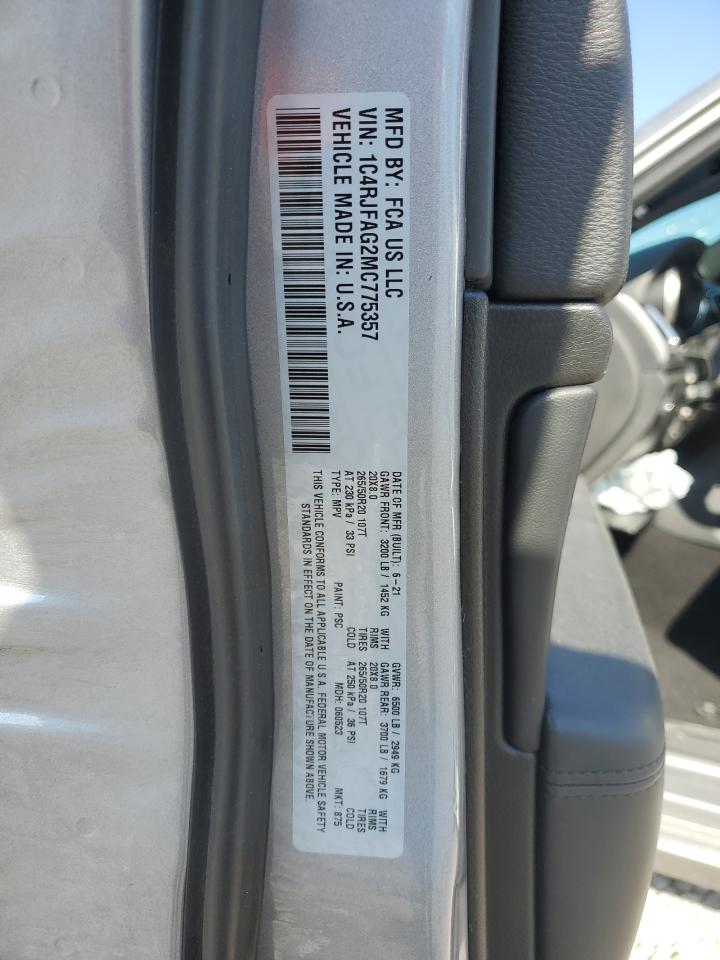 MFD BY: FCA US LLC
VIN: 1C4RJFAG2MC775357
VEHICLE MADE IN: U.S.A.
DATE OF MFR (BUILT): 6-21 GVWR: 6500 LB / 2949 KG
GAWR FRONT: 3200 LB / 1452 KG WITH GAWR REAR: 3700 LB / 1679 KG WITH
20X8.0 RIMS 20X8.0 RIMS
265/50R20 107T TIRES 265/50R20 107T TIRES
AT 230 kPa / 33 PSI COLD AT 250 kPa / 36 PSI COLD
TYPE: MPV PAINT: PSC MDH: 060523 MKT: 875
THIS VEHICLE CONFORMS TO ALL APPLICABLE U.S.A. FEDERAL MOTOR VEHICLE SAFETY
STANDARDS IN EFFECT ON THE DATE OF MANUFACTURE SHOWN ABOVE.